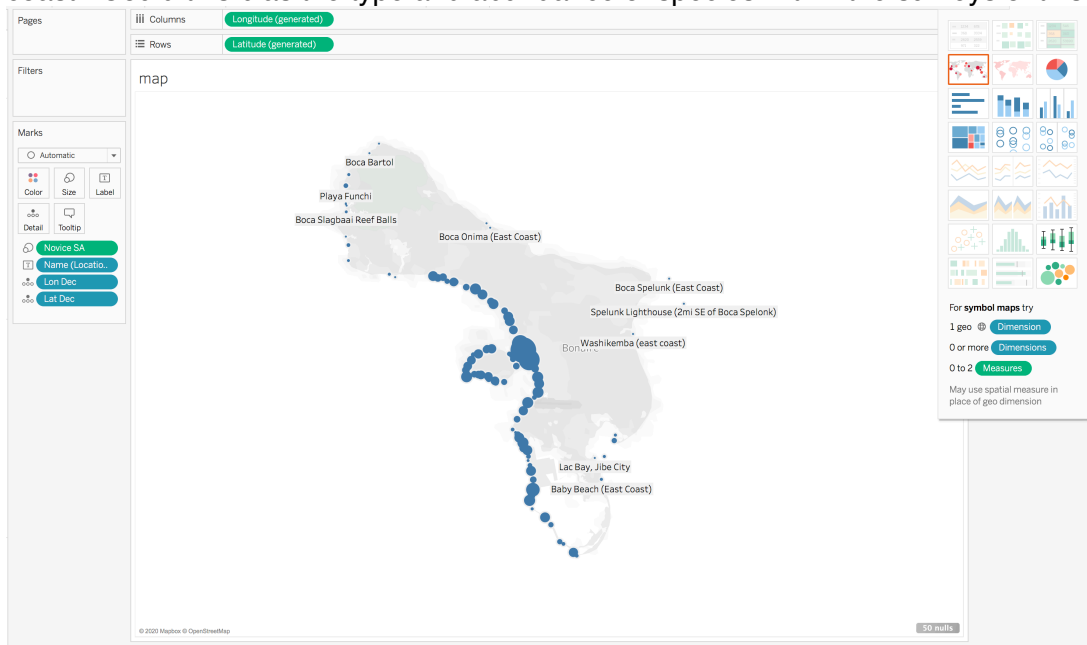 Pages
iii Columns
Longitude (generated)
Rows
Latitude (generated)
Filters
map
Marks
Automatic
Color
Size
Label
Detail
Tooltip
Novice SA
Name (Locatio..
Lon Dec
Lat Dec
Boca Bartol
Playa Funchi
Boca Slagbaai Reef Balls
Boca Onima (East Coast)
Boca Spelunk (East Coast)
Spelunk Lighthouse (2mi SE of Boca Spelonk)
Washikemba (east coast)
Lac Bay, Jibe City
Baby Beach (East Coast)
© 2020 Mapbox © OpenStreetMap
50 nulls
For symbol maps try
1 geo Dimension
0 or more Dimensions
0 to 2 Measures
May use spatial measure in
place of geo dimension